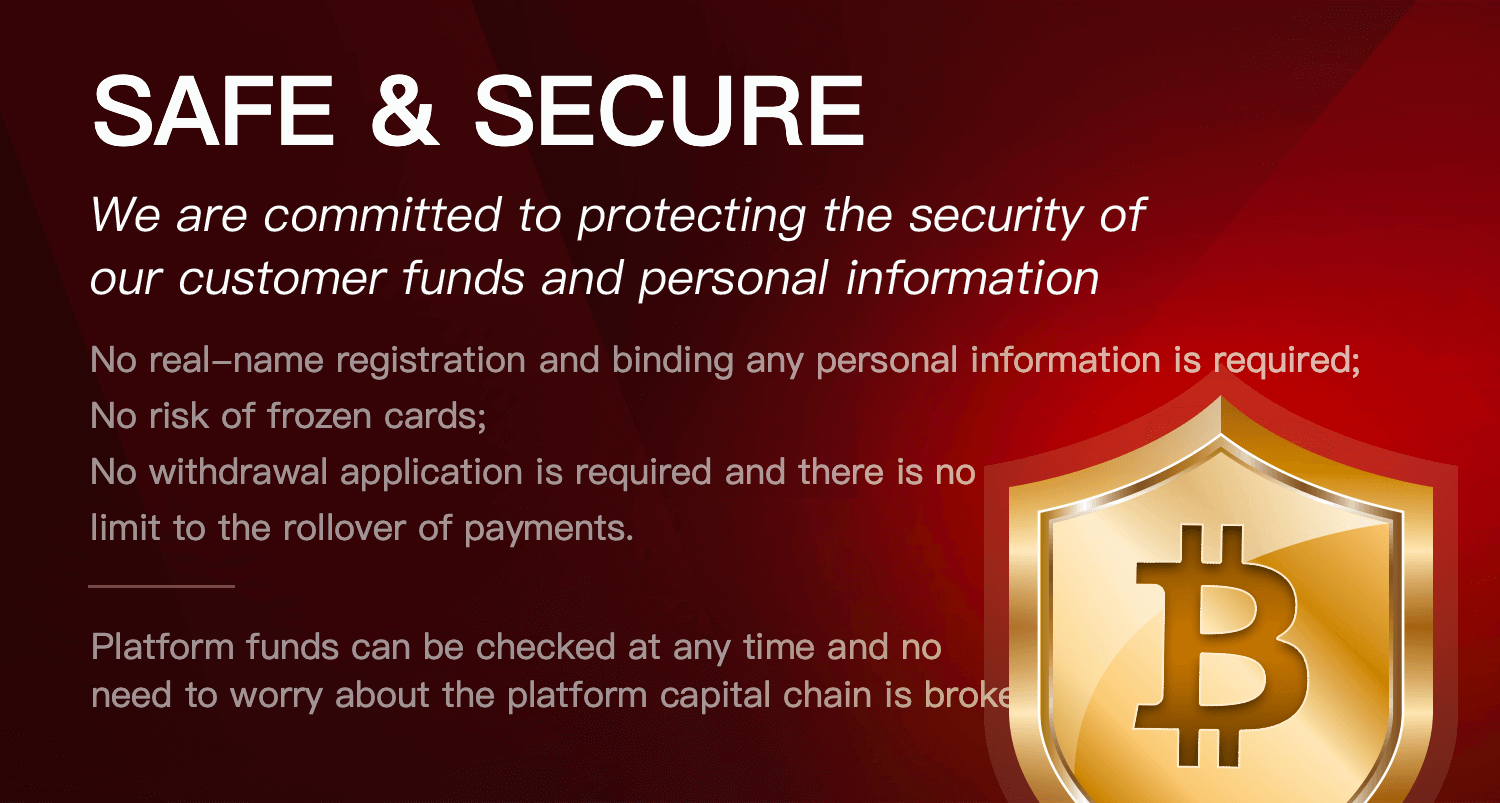 SAFE & SECURE
We are committed to protecting the security of
our customer funds and personal information
No real-name registration and binding any personal information is required;
No risk of frozen cards;
No withdrawal application is required and there is no
limit to the rollover of payments.
Platform funds can be checked at any time and no
need to worry about the platform capital chain is broke